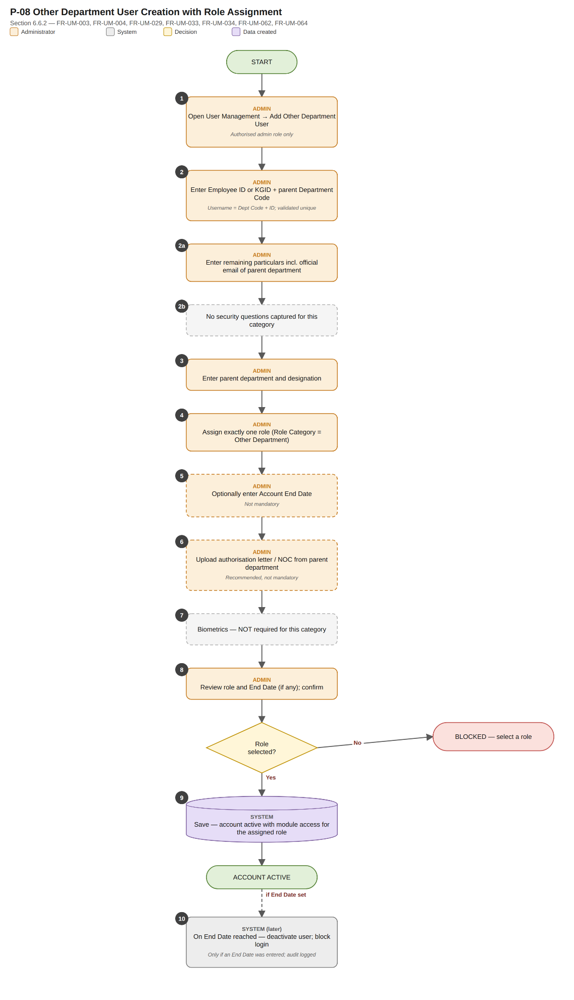 P-08 Other Department User Creation with Role Assignment
Section 6.6.2 — FR-UM-003, FR-UM-004, FR-UM-029, FR-UM-033, FR-UM-034, FR-UM-062, FR-UM-064
Administrator System Decision Data created
START
1
ADMIN
Open User Management → Add Other Department
User
Authorised admin role only
2
ADMIN
Enter Employee ID or KGID + parent Department
Code
Username = Dept Code + ID; validated unique
2a
ADMIN
Enter remaining particulars incl. official
email of parent department
2b
No security questions captured for this
category
3
ADMIN
Enter parent department and designation
4
ADMIN
Assign exactly one role (Role Category =
Other Department)
5
ADMIN
Optionally enter Account End Date
Not mandatory
6
ADMIN
Upload authorisation letter / NOC from parent
department
Recommended, not mandatory
7
Biometrics — NOT required for this category
8
ADMIN
Review role and End Date (if any); confirm
Role
selected?
No
BLOCKED — select a role
Yes
9
SYSTEM
Save — account active with module access for
the assigned role
ACCOUNT ACTIVE
if End Date set
10
SYSTEM (later)
On End Date reached — deactivate user; block
login
Only if an End Date was entered; audit logged